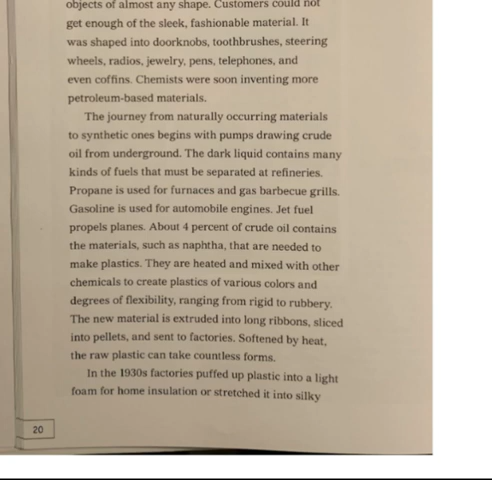 objects of almost any shape. Customers could not
get enough of the sleek, fashionable material. It
was shaped into doorknobs, toothbrushes, steering
wheels, radios, jewelry, pens, telephones, and
even coffins. Chemists were soon inventing more
petroleum-based materials.
The journey from naturally occurring materials
to synthetic ones begins with pumps drawing crude
oil from underground. The dark liquid contains many
kinds of fuels that must be separated at refineries.
Propane is used for furnaces and gas barbecue grills.
Gasoline is used for automobile engines. Jet fuel
propels planes. About 4 percent of crude oil contains
the materials, such as naphtha, that are needed to
make plastics. They are heated and mixed with other
chemicals to create plastics of various colors and
degrees of flexibility, ranging from rigid to rubbery.
The new material is extruded into long ribbons, sliced
into pellets, and sent to factories. Softened by heat,
the raw plastic can take countless forms.
In the 1930s factories puffed up plastic into a light
foam for home insulation or stretched it into silky
20